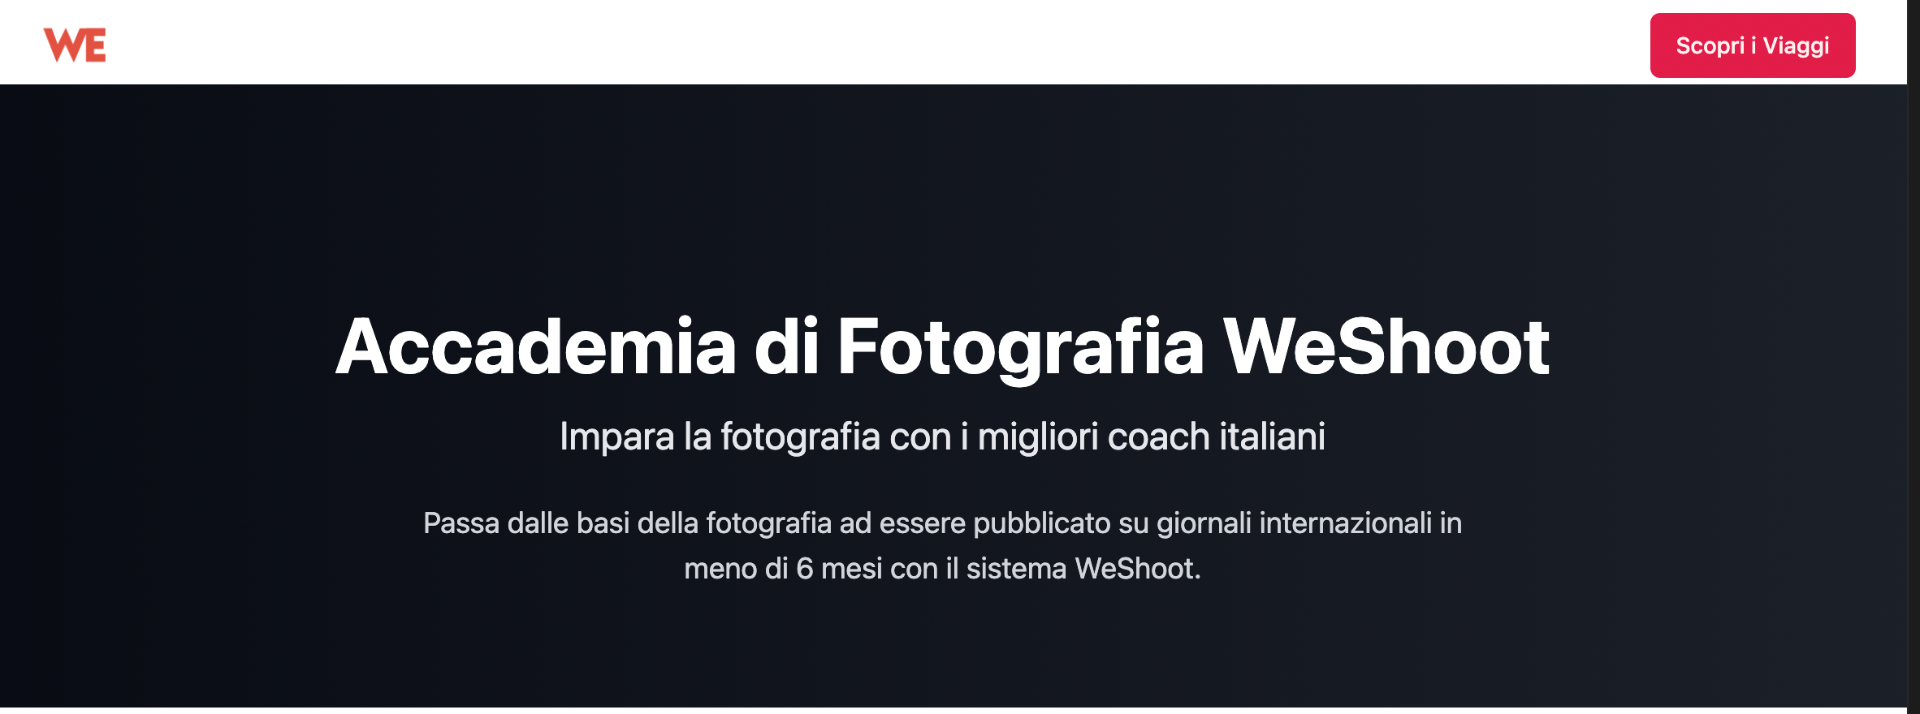 WE
Scopri i Viaggi
Accademia di Fotografia WeShoot
Impara la fotografia con i migliori coach italiani
Passa dalle basi della fotografia ad essere pubblicato su giornali internazionali in
meno di 6 mesi con il sistema WeShoot.